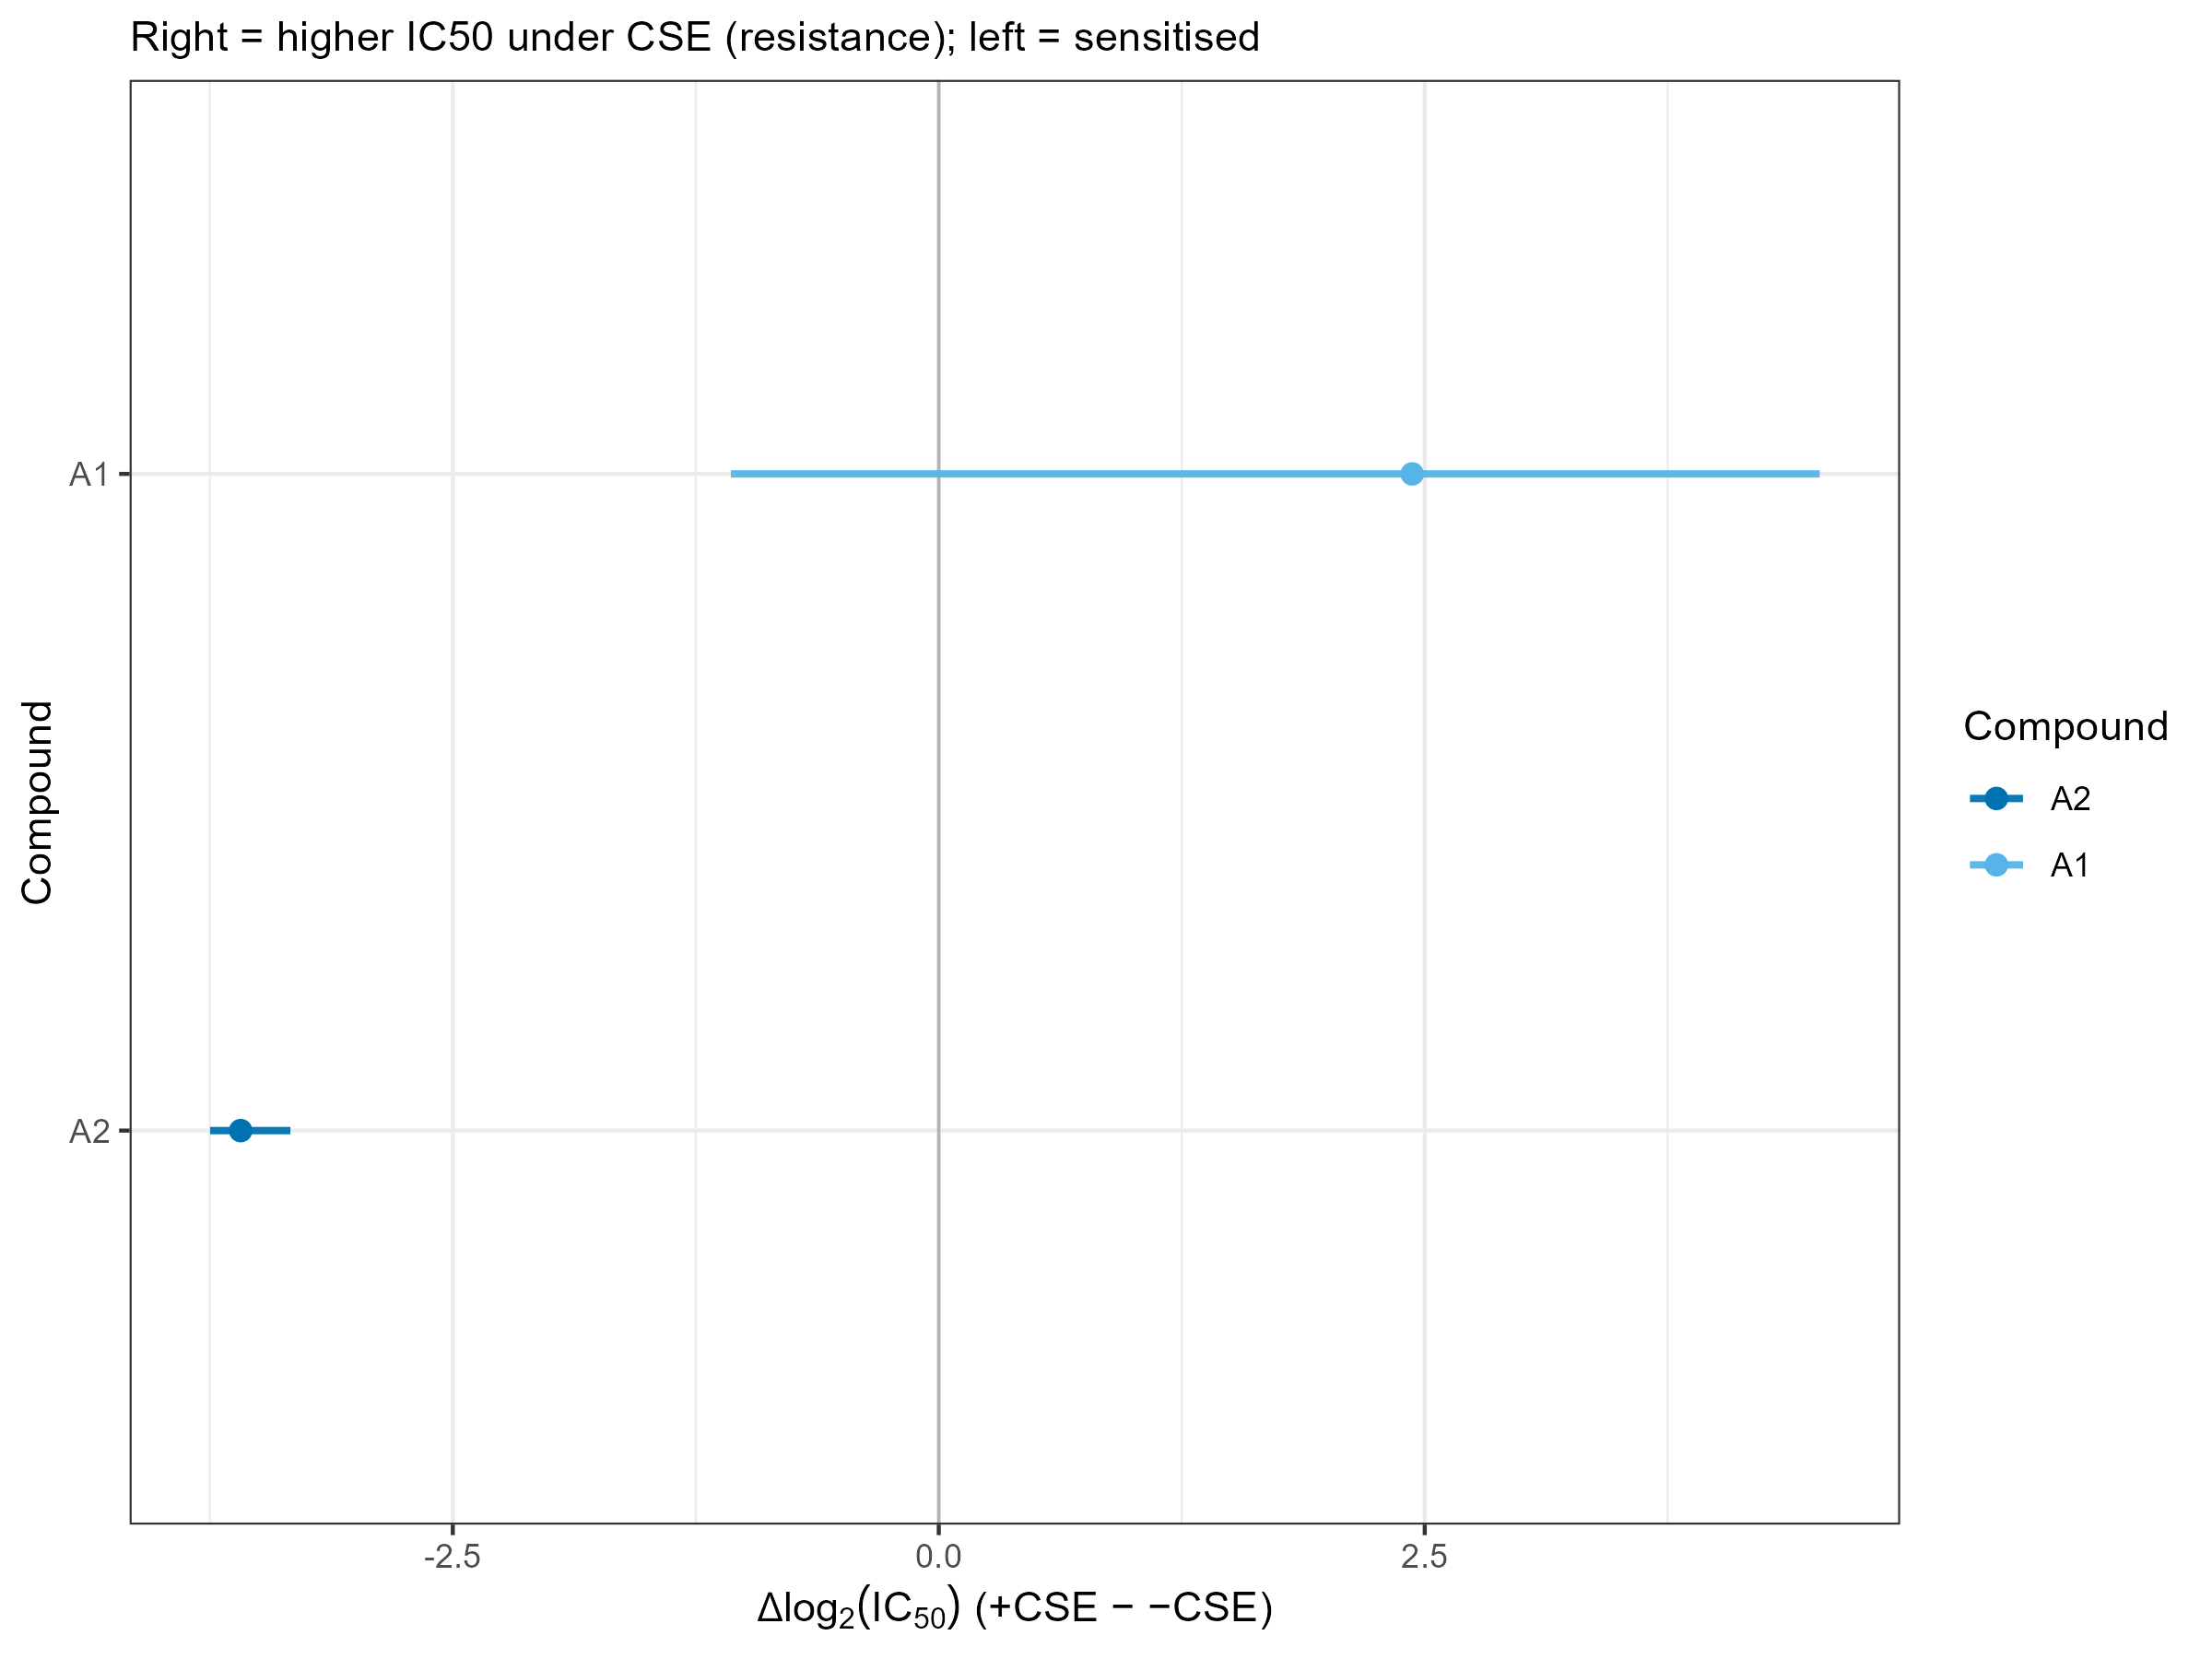 Right = higher IC50 under CSE (resistance); left = sensitised
A1
A2
Compound
-2.5
0.0
2.5
Δlog₂(IC₅₀) (+CSE − −CSE)
Compound
A2
A1